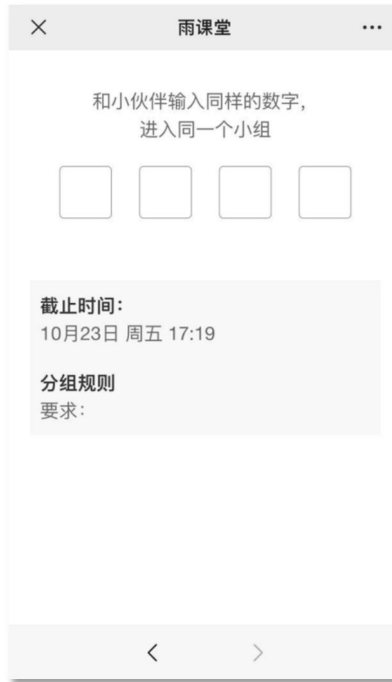 雨课堂
和小伙伴输入同样的数字，
进入同一个小组
截止时间：
10月23日 周五 17:19
分组规则
要求：